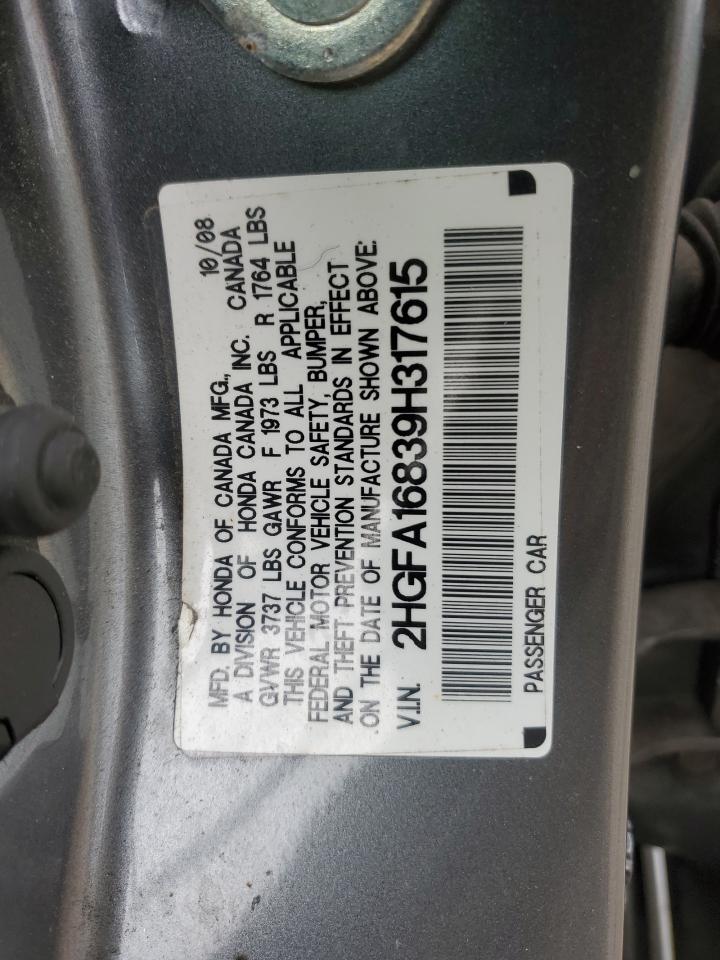 MFD. BY HONDA OF CANADA MFG., 10/08
A DIVISION OF HONDA CANADA INC. CANADA
GVWR 3737 LBS GAWR F 1973 LBS R 1764 LBS
THIS VEHICLE CONFORMS TO ALL APPLICABLE
FEDERAL MOTOR VEHICLE SAFETY, BUMPER,
AND THEFT PREVENTION STANDARDS IN EFFECT
ON THE DATE OF MANUFACTURE SHOWN ABOVE:
V.I.N. 2HGFA16839H317615
PASSENGER CAR